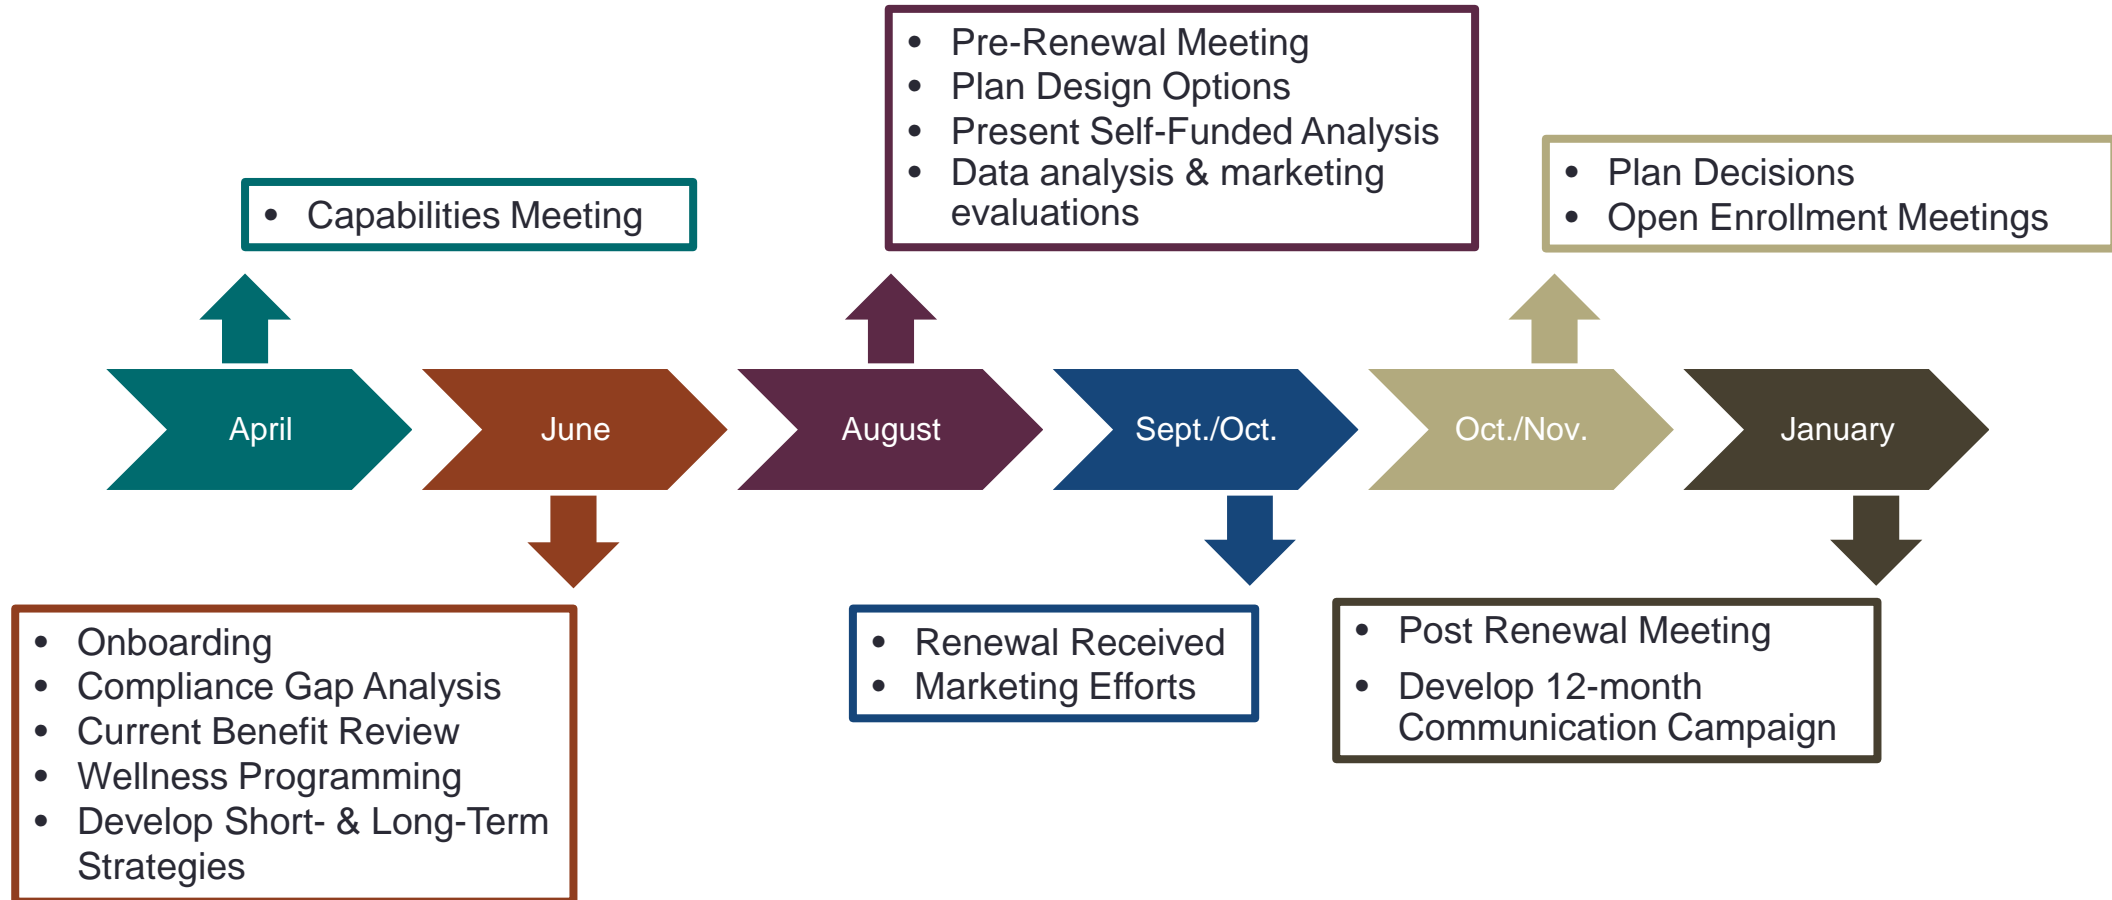 • Pre-Renewal Meeting
• Plan Design Options
• Present Self-Funded Analysis
• Data analysis & marketing
evaluations
• Capabilities Meeting
• Plan Decisions
• Open Enrollment Meetings
April
June
August
Sept./Oct.
Oct./Nov.
January
• Onboarding
• Compliance Gap Analysis
• Current Benefit Review
• Wellness Programming
• Develop Short- & Long-Term
Strategies
• Renewal Received
• Marketing Efforts
• Post Renewal Meeting
• Develop 12-month
Communication Campaign